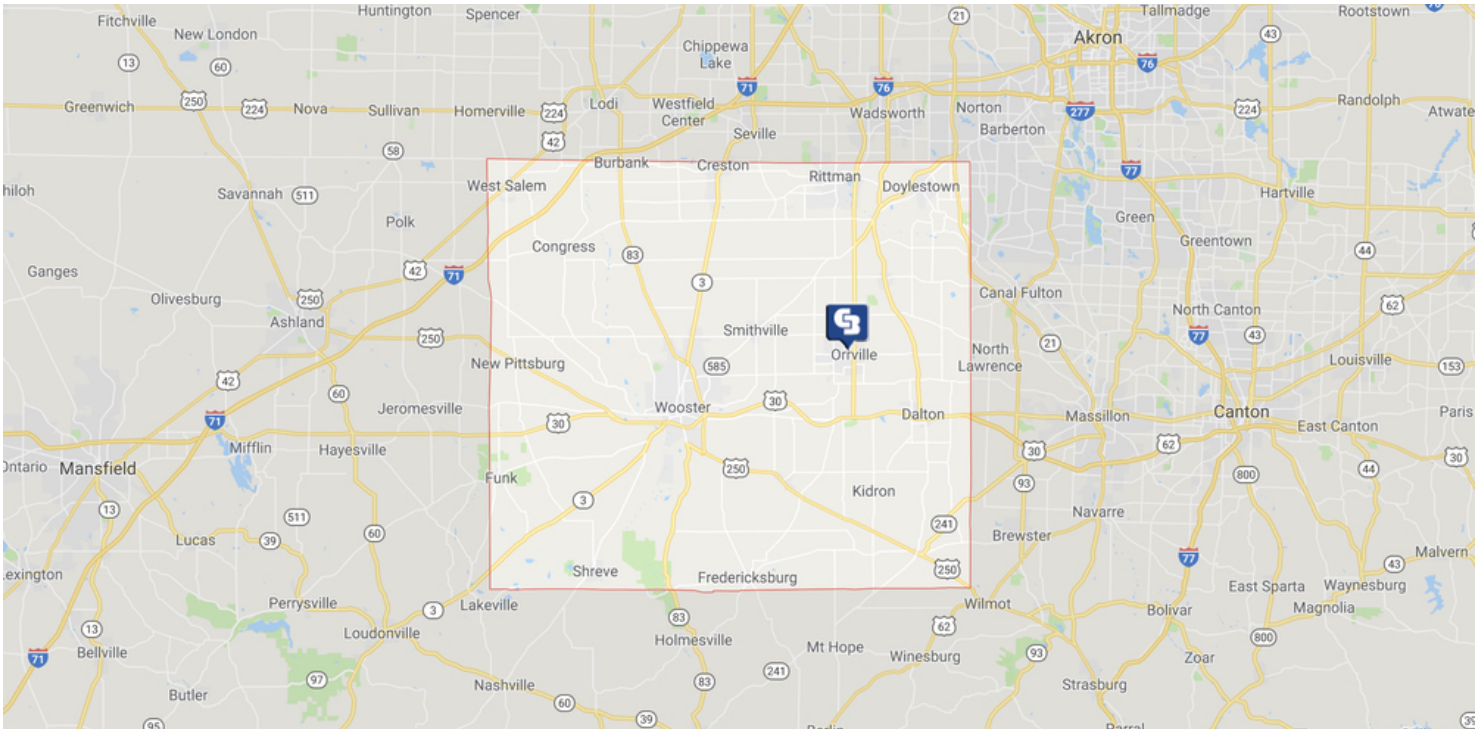 Huntington
Spencer
21
Tallmadge
Rootstown
76
Fitchville
New London
Chippewa
Lake
Akron
43
13
60
76
71
76
250
Greenwich
224
Nova
Sullivan
Homerville
224
Lodi
Westfield
Center
Wadsworth
Norton
277
224
Randolph
Atwate
42
Seville
Barberton
58
West Salem
Burbank
Creston
Rittman
Doylestown
77
hiloh
Savannah
511
Hartville
Polk
Green
Congress
83
Greentown
44
Ganges
42
71
3
Canal Fulton
62
Olivesburg
250
North Canton
Ashland
CB
Smithville
77
43
250
Orrville
North
Lawrence
21
New Pittsburg
585
Louisville
153
42
60
Jeromesville
Wooster
30
Dalton
Massillon
Canton
Paris
71
30
East Canton
Mifflin
Hayesville
30
62
30
Ontario
Mansfield
250
44
Funk
93
800
13
511
3
Kidron
241
Navarre
Lucas
39
60
Brewster
77
Malvern
Lexington
Shreve
Fredericksburg
250
43
East Sparta
Waynesburg
Perrysville
3
Lakeville
Wilmot
Bolivar
Magnolia
13
Loudonville
83
62
800
71
Bellville
Holmesville
Mt Hope
Winesburg
93
Zoar
97
241
Butler
Nashville
83
Strasburg
60
39
95
Berlin
Parral
39